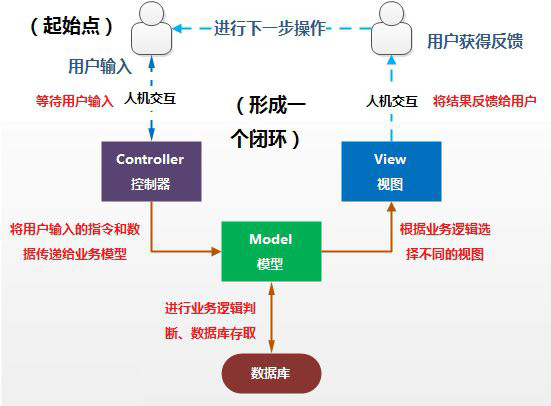 （起始点）
进行下一步操作
用户输入
用户获得反馈
等待用户输入
人机交互
（形成一
个闭环）
人机交互
将结果反馈给用户
Controller
控制器
View
视图
将用户输入的指令和数
据传递给业务模型
Model
模型
根据业务逻辑选
择不同的视图
进行业务逻辑判
断、数据库存取
数据库